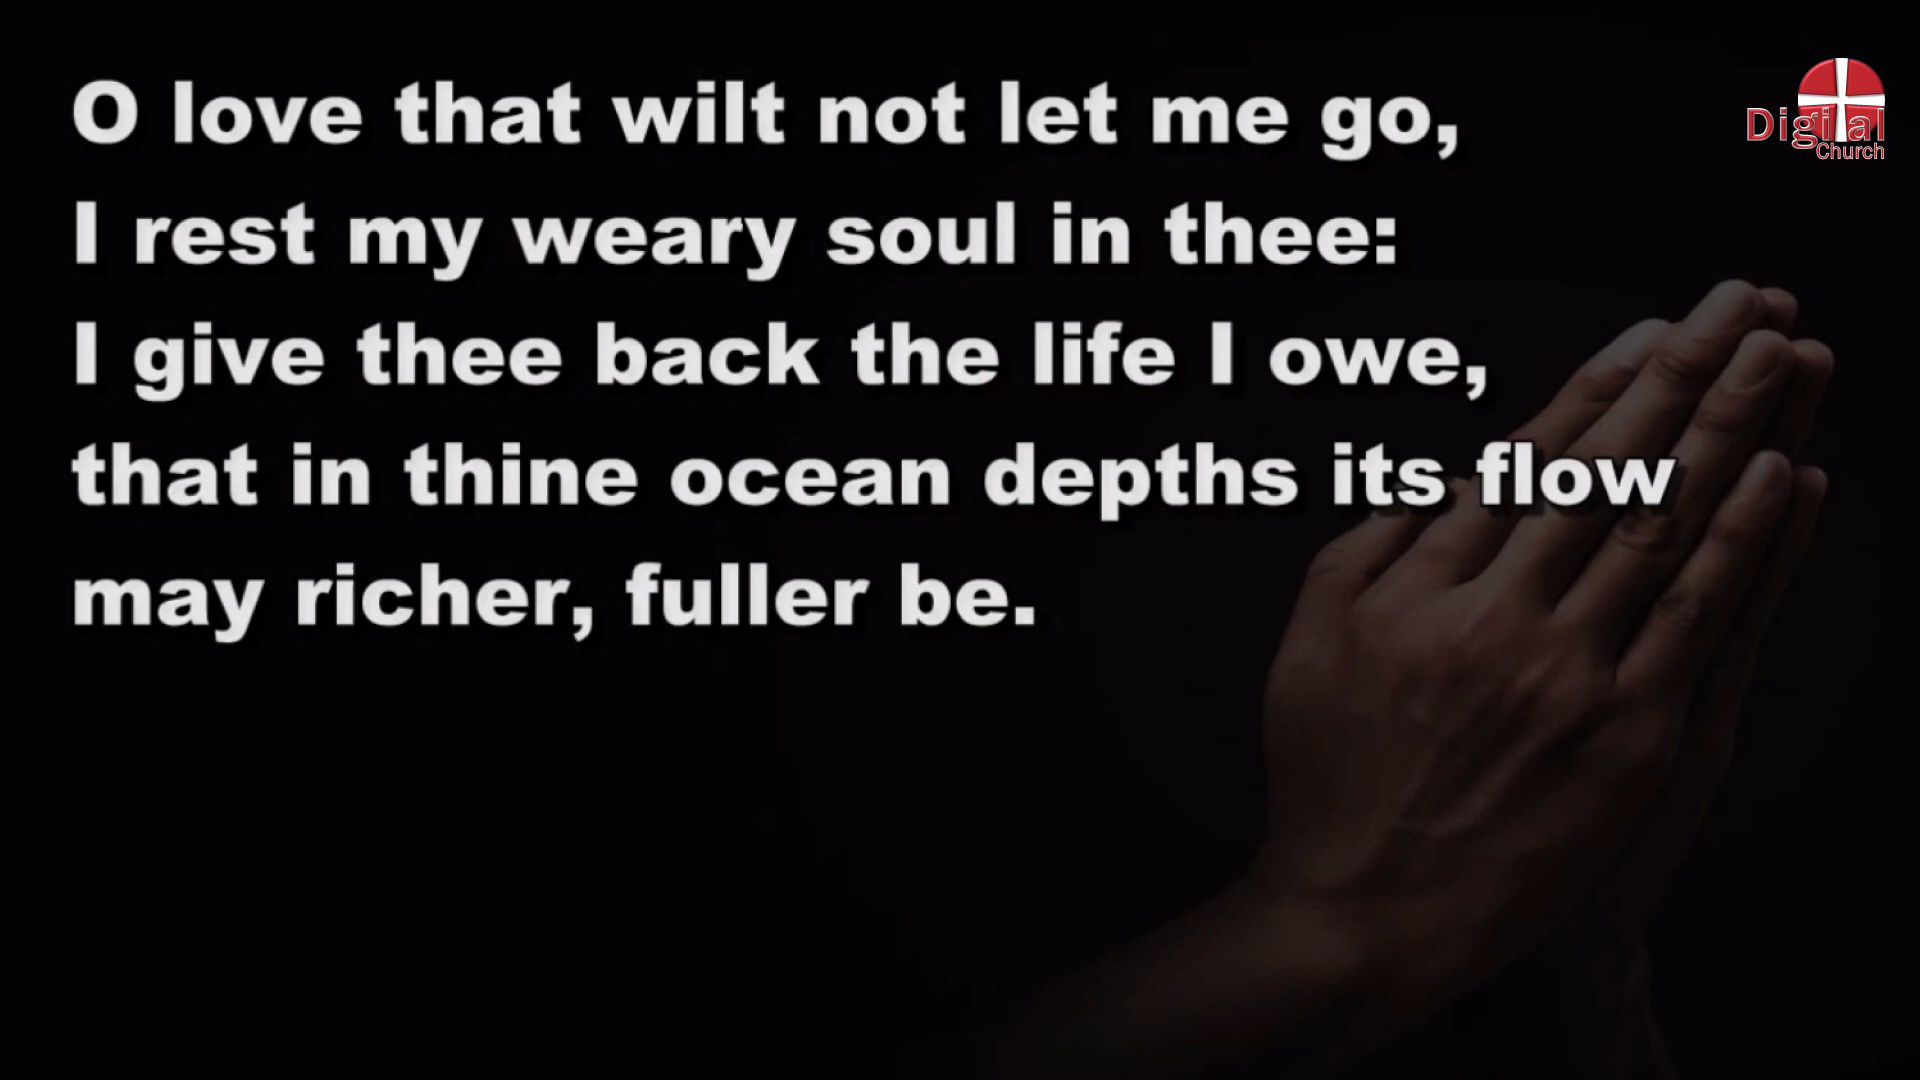 O love that wilt not let me go,
I rest my weary soul in thee:
I give thee back the life I owe,
that in thine ocean depths its flow
may richer, fuller be.
Digital
Church